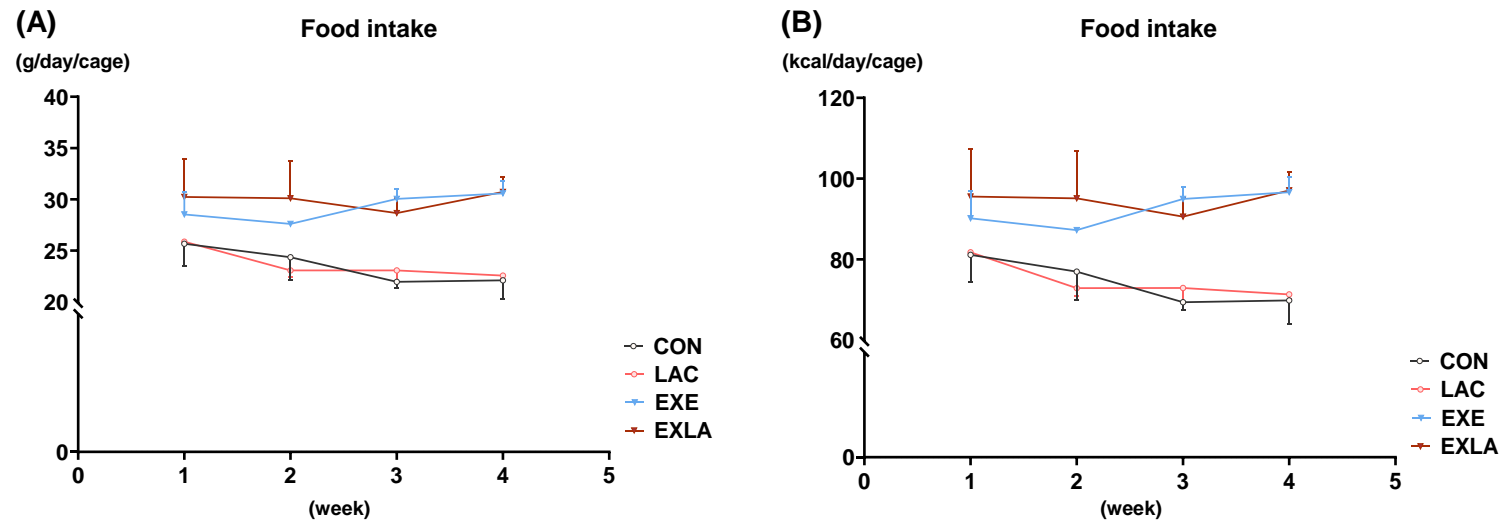 (A)
Food intake
(g/day/cage)
40
35
30
25
20
0
0 1 2 3 4 5
(week)
CON
LAC
EXE
EXLA
(B)
Food intake
(kcal/day/cage)
120
100
80
60
0
0 1 2 3 4 5
(week)
CON
LAC
EXE
EXLA